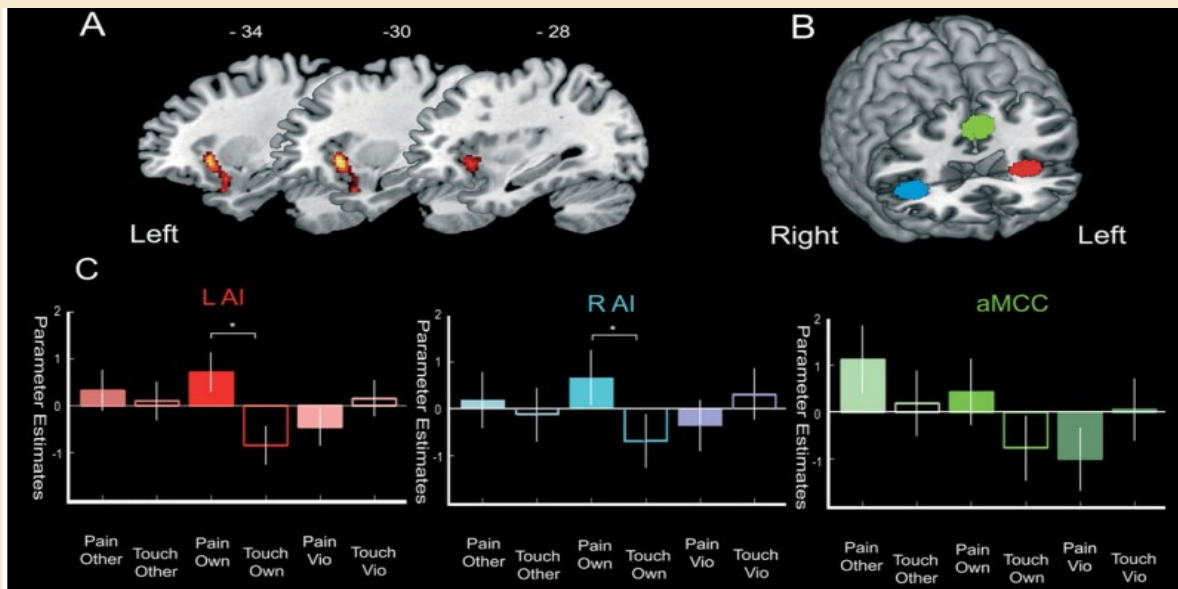 A
- 34
-30
- 28
Left
B
Right
Left
C
L AI
Parameter Estimates
2
1
0
-1
*
Pain
Other
Touch
Other
Pain
Own
Touch
Own
Pain
Vio
Touch
Vio
R AI
Parameter Estimates
2
1
0
-1
*
Pain
Other
Touch
Other
Pain
Own
Touch
Own
Pain
Vio
Touch
Vio
aMCC
Parameter Estimates
2
1
0
-1
Pain
Other
Touch
Other
Pain
Own
Touch
Own
Pain
Vio
Touch
Vio